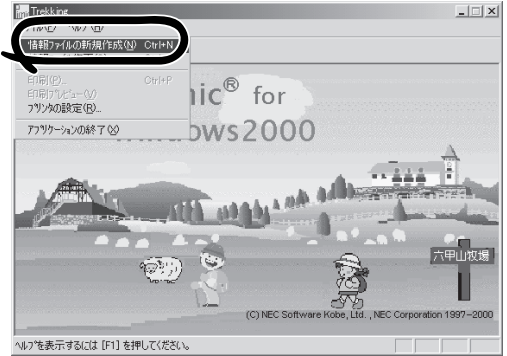 Trekking
ヘルプ(H)
情報ファイルの新規作成(N) Ctrl+N
印刷(P)... Ctrl+P
印刷プレビュー(V)
プリンタの設定(R)...
アプリケーションの終了(X)
nic® for
Windows2000
六甲山牧場
(C) NEC Software Kobe, Ltd. , NEC Corporation 1997-2000
ヘルプを表示するには [F1] を押してください。